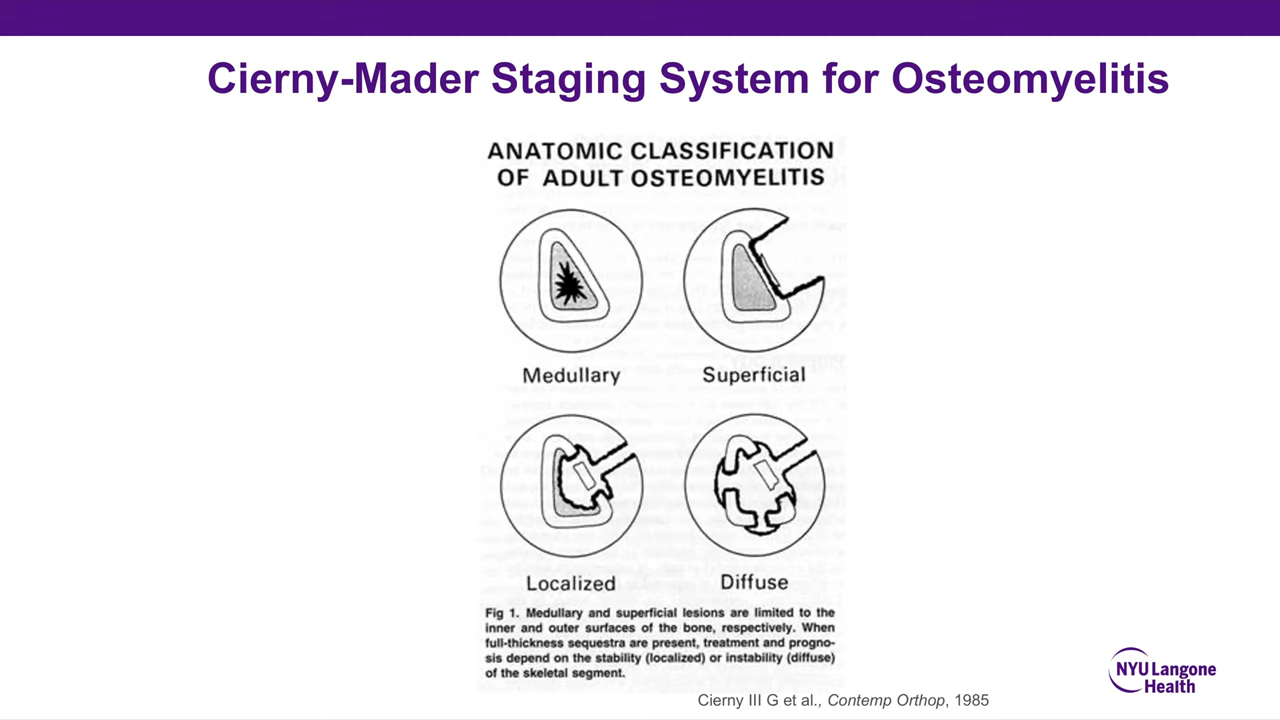 Cierny-Mader Staging System for Osteomyelitis
ANATOMIC CLASSIFICATION
OF ADULT OSTEOMYELITIS
Medullary
Superficial
Localized
Diffuse
Fig 1. Medullary and superficial lesions are limited to the
inner and outer surfaces of the bone, respectively. When
full-thickness sequestra are present, treatment and progno-
sis depend on the stability (localized) or instability (diffuse)
of the skeletal segment.
Cierny III G et al., Contemp Orthop, 1985
NYU Langone
Health